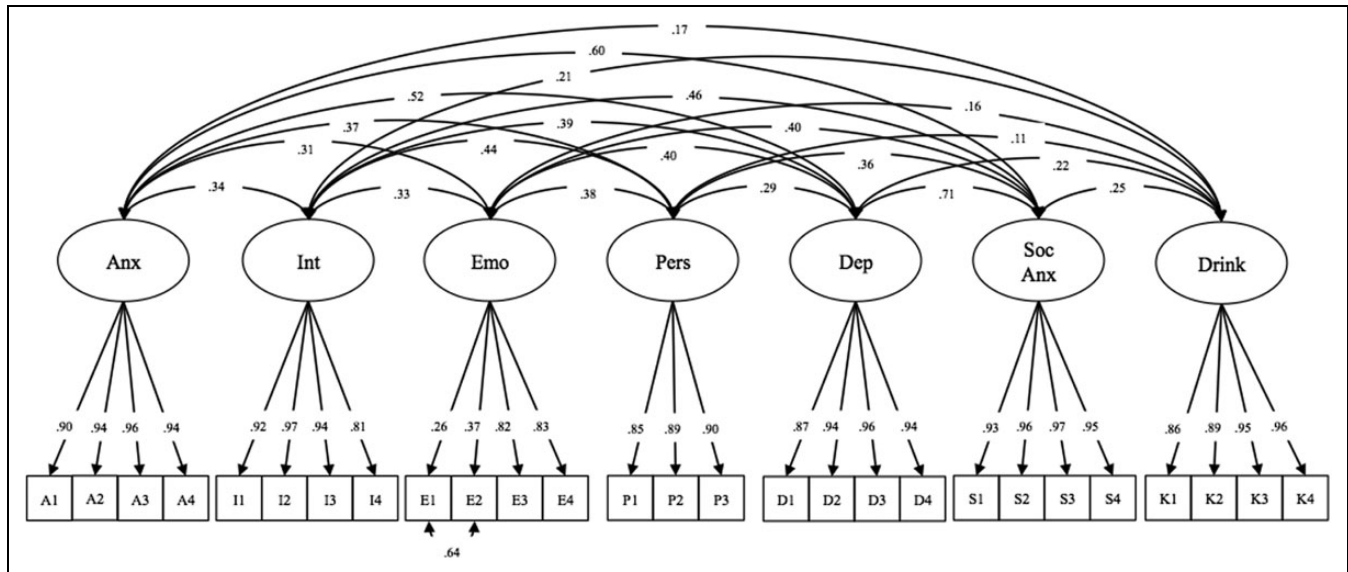 .17
.60
.21
.52 .46 .16
.37 .39 .40 .11
.31 .44 .40 .36 .22
.34 .33 .38 .29 .71 .25
Anx Int Emo Pers Dep Soc Anx Drink
.90 .94 .96 .94 .92 .97 .94 .81 .26 .37 .82 .83 .85 .89 .90 .87 .94 .96 .94 .93 .96 .97 .95 .86 .89 .95 .96
A1 A2 A3 A4 I1 I2 I3 I4 E1 E2 E3 E4 P1 P2 P3 D1 D2 D3 D4 S1 S2 S3 S4 K1 K2 K3 K4
.64